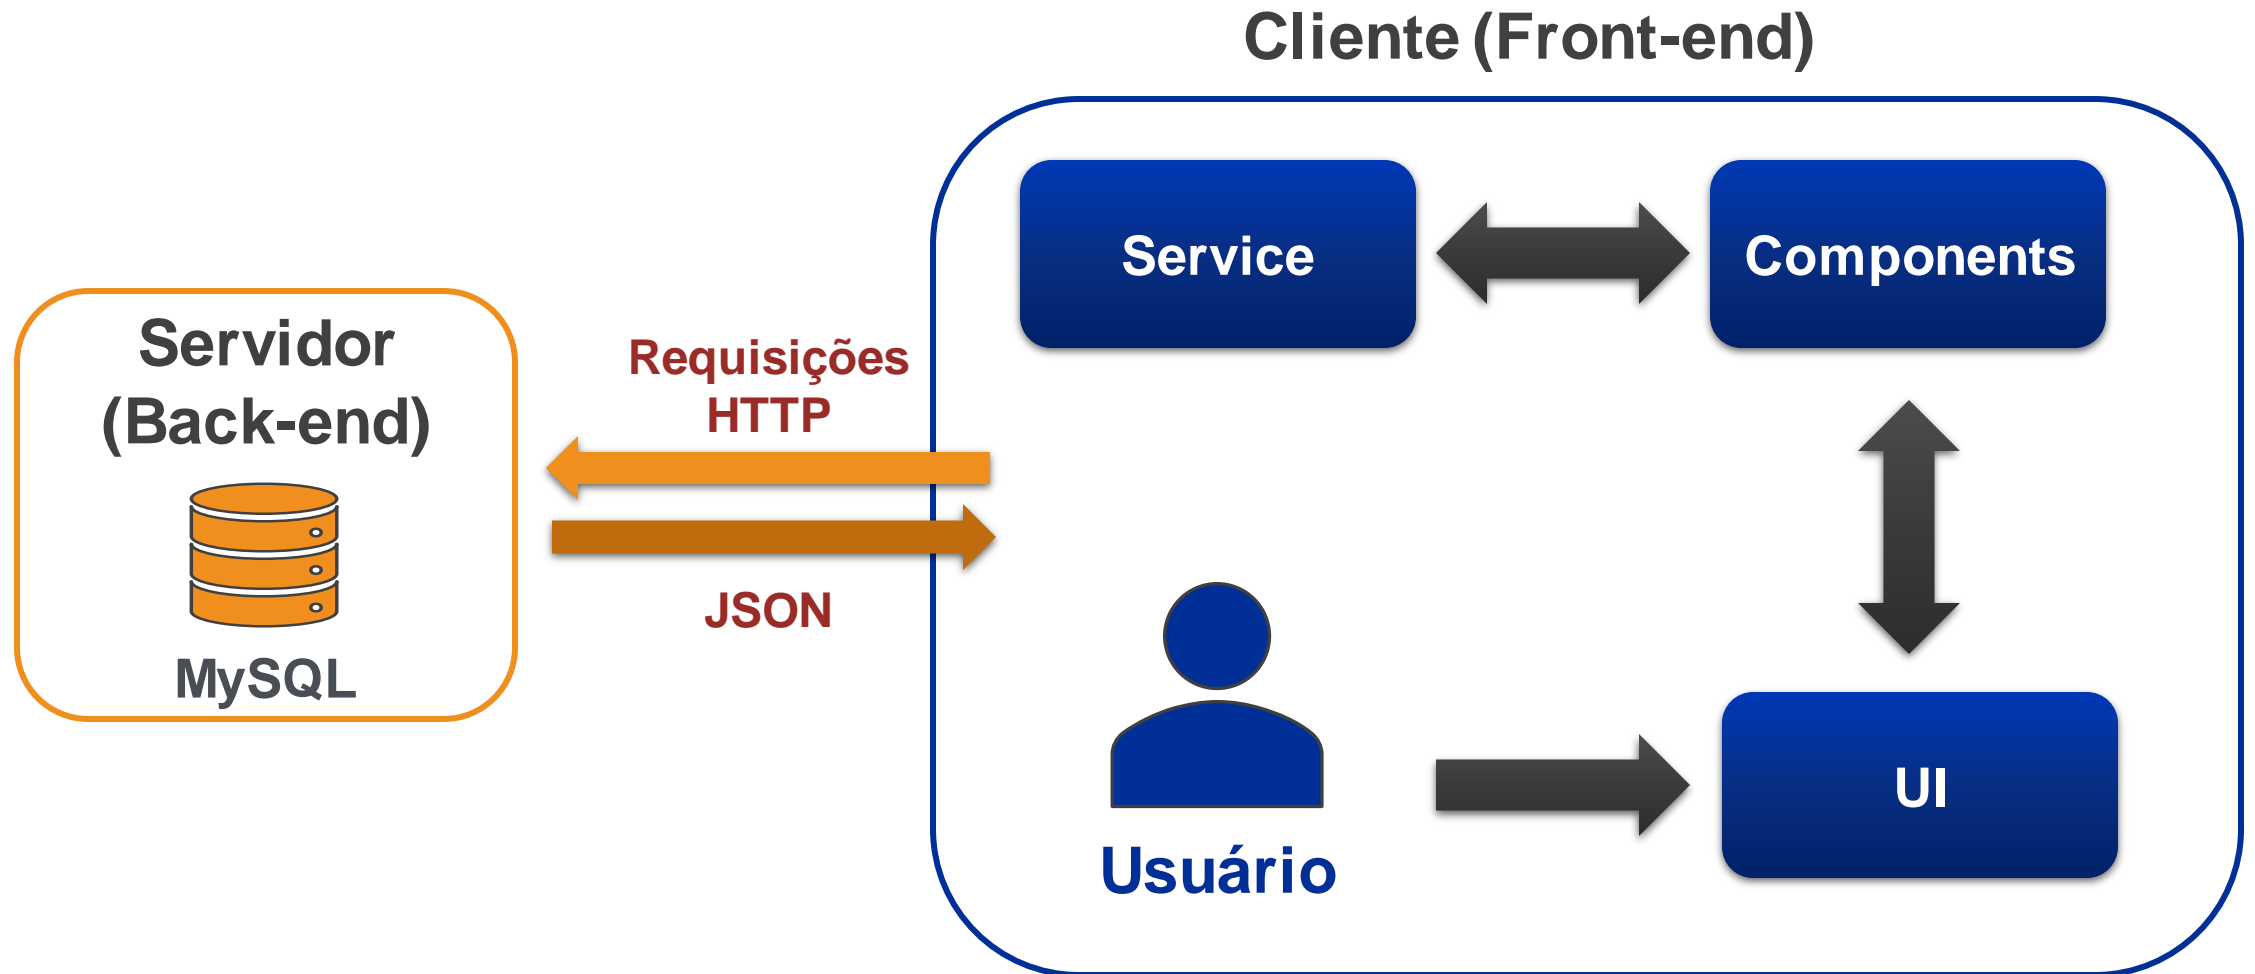 Cliente (Front-end)
Service
Components
Servidor
(Back-end)
MySQL
Requisições
HTTP
JSON
Usuário
UI